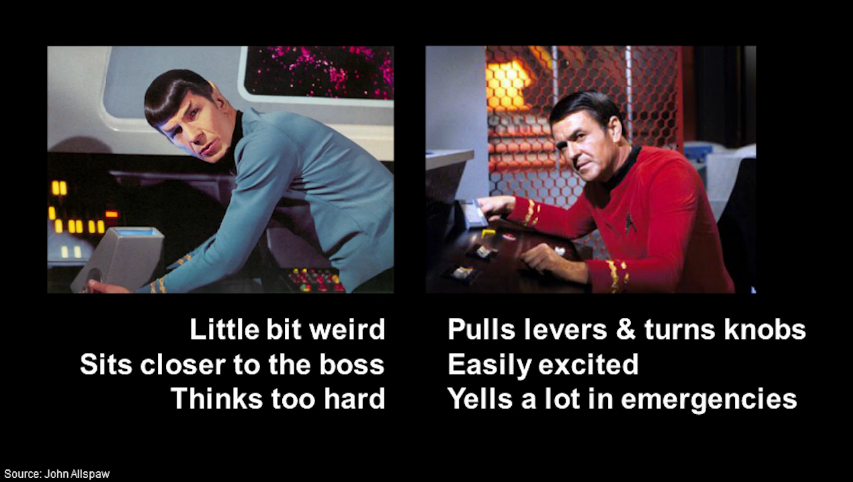 Little bit weird
Sits closer to the boss
Thinks too hard
Pulls levers & turns knobs
Easily excited
Yells a lot in emergencies
Source: John Allspaw